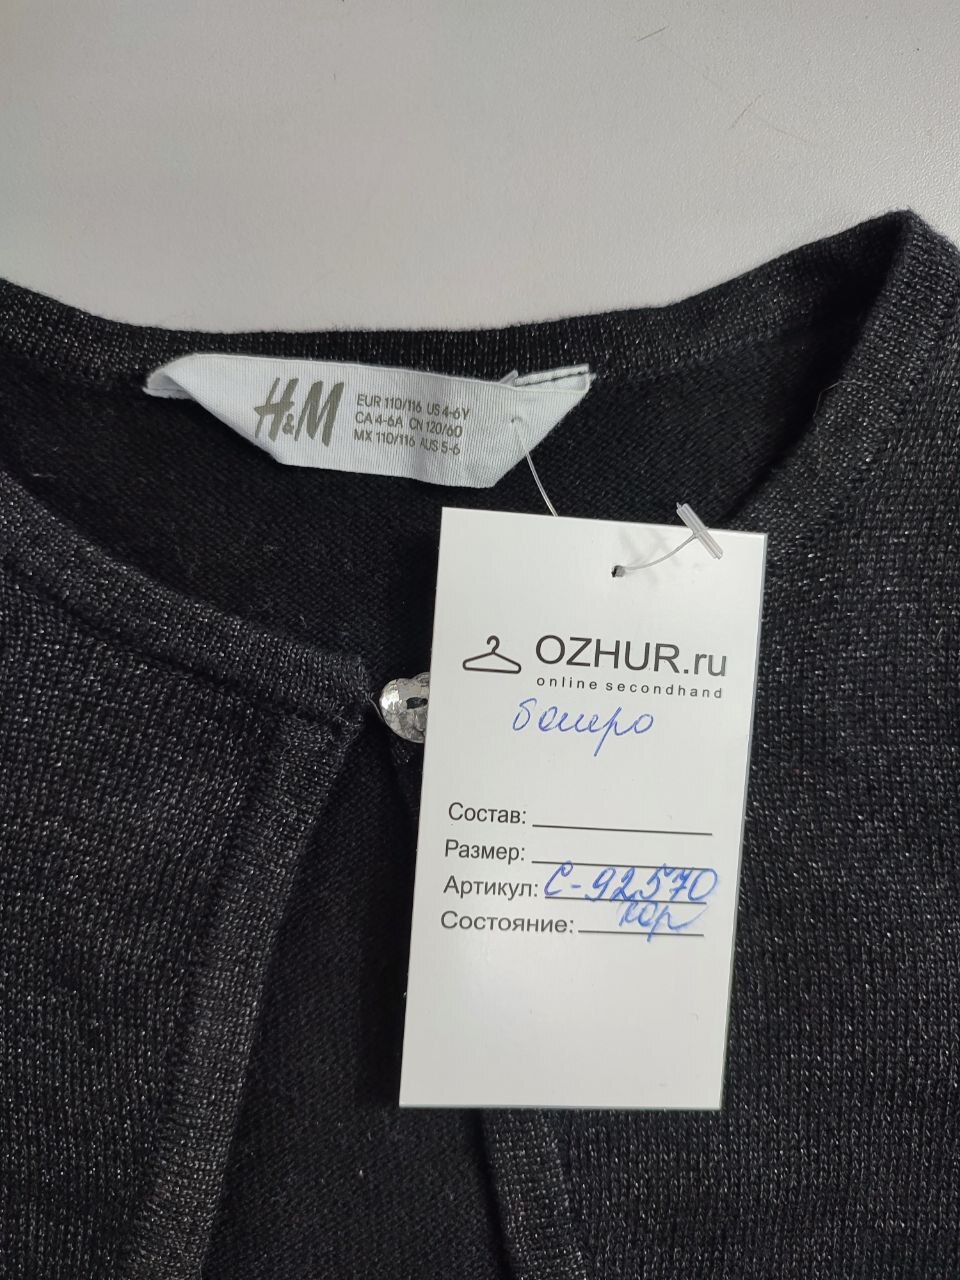 H&M
EUR 110/116 US 4-6Y
CA 4-6A CN 120/60
MX 110/116 AUS 5-6
OZHUR.ru
online secondhand
болеро
Состав:
Размер:
Артикул: С-92570
Состояние: хор